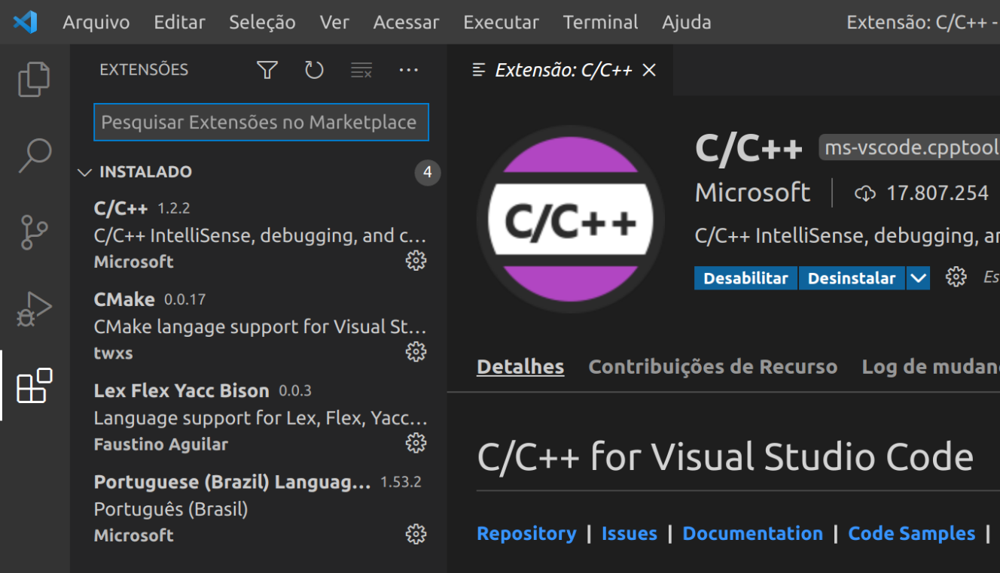 Arquivo Editar Seleção Ver Acessar Executar Terminal Ajuda Extensão: C/C++ -
EXTENSÕES
Extensão: C/C++
Pesquisar Extensões no Marketplace
INSTALADO 4
C/C++ 1.2.2
C/C++ IntelliSense, debugging, and c...
Microsoft
CMake 0.0.17
CMake langage support for Visual St...
twxs
Lex Flex Yacc Bison 0.0.3
Language support for Lex, Flex, Yacc...
Faustino Aguilar
Portuguese (Brazil) Languag... 1.53.2
Português (Brasil)
Microsoft
C/C++
C/C++ ms-vscode.cpptool
Microsoft 17.807.254
C/C++ IntelliSense, debugging, ar
Desabilitar Desinstalar Es
Detalhes Contribuições de Recurso Log de mudan
C/C++ for Visual Studio Code
Repository | Issues | Documentation | Code Samples |